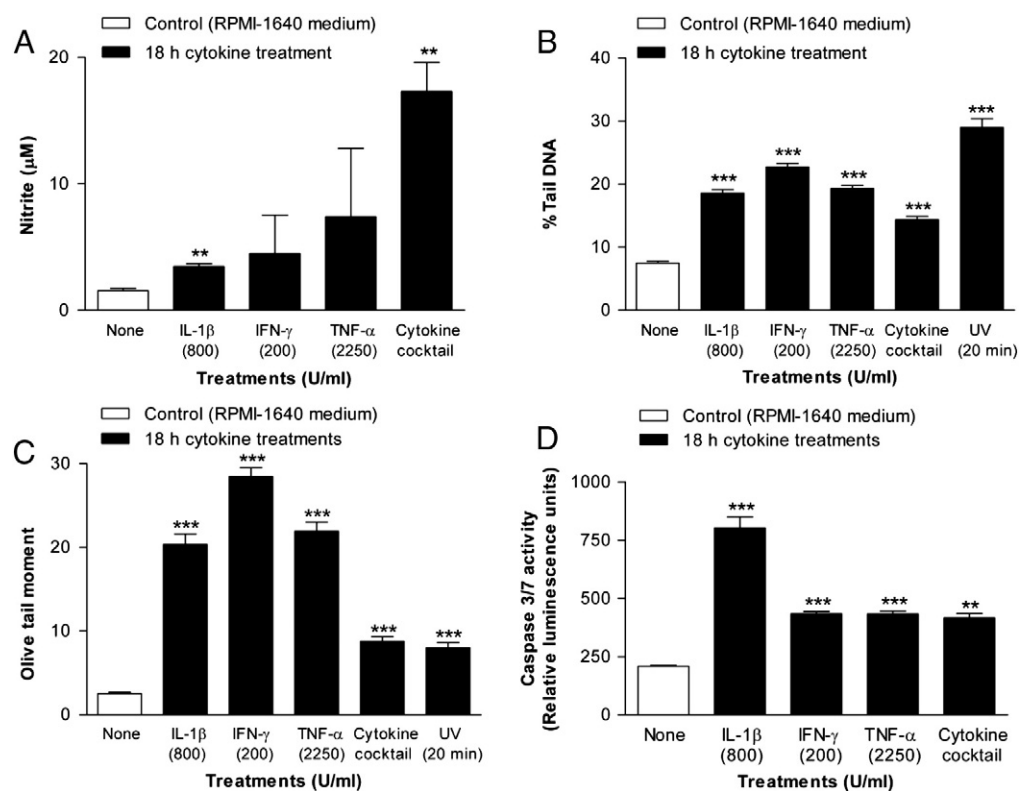 A
Control (RPMI-1640 medium)
18 h cytokine treatment
**
**
20
10
0
Nitrite (µM)
None
IL-1β
(800)
IFN-γ
(200)
TNF-α
(2250)
Cytokine
cocktail
Treatments (U/ml)
B
Control (RPMI-1640 medium)
18 h cytokine treatment
***
***
***
***
***
40
30
20
10
0
% Tail DNA
None
IL-1β
(800)
IFN-γ
(200)
TNF-α
(2250)
Cytokine
cocktail
UV
(20 min)
Treatments (U/ml)
C
Control (RPMI-1640 medium)
18 h cytokine treatments
***
***
***
***
***
30
20
10
0
Olive tail moment
None
IL-1β
(800)
IFN-γ
(200)
TNF-α
(2250)
Cytokine
cocktail
UV
(20 min)
Treatments (U/ml)
D
Control (RPMI-1640 medium)
18 h cytokine treatments
***
***
***
**
1000
750
500
250
0
Caspase 3/7 activity
(Relative luminescence units)
None
IL-1β
(800)
IFN-γ
(200)
TNF-α
(2250)
Cytokine
cocktail
Treatments (U/ml)